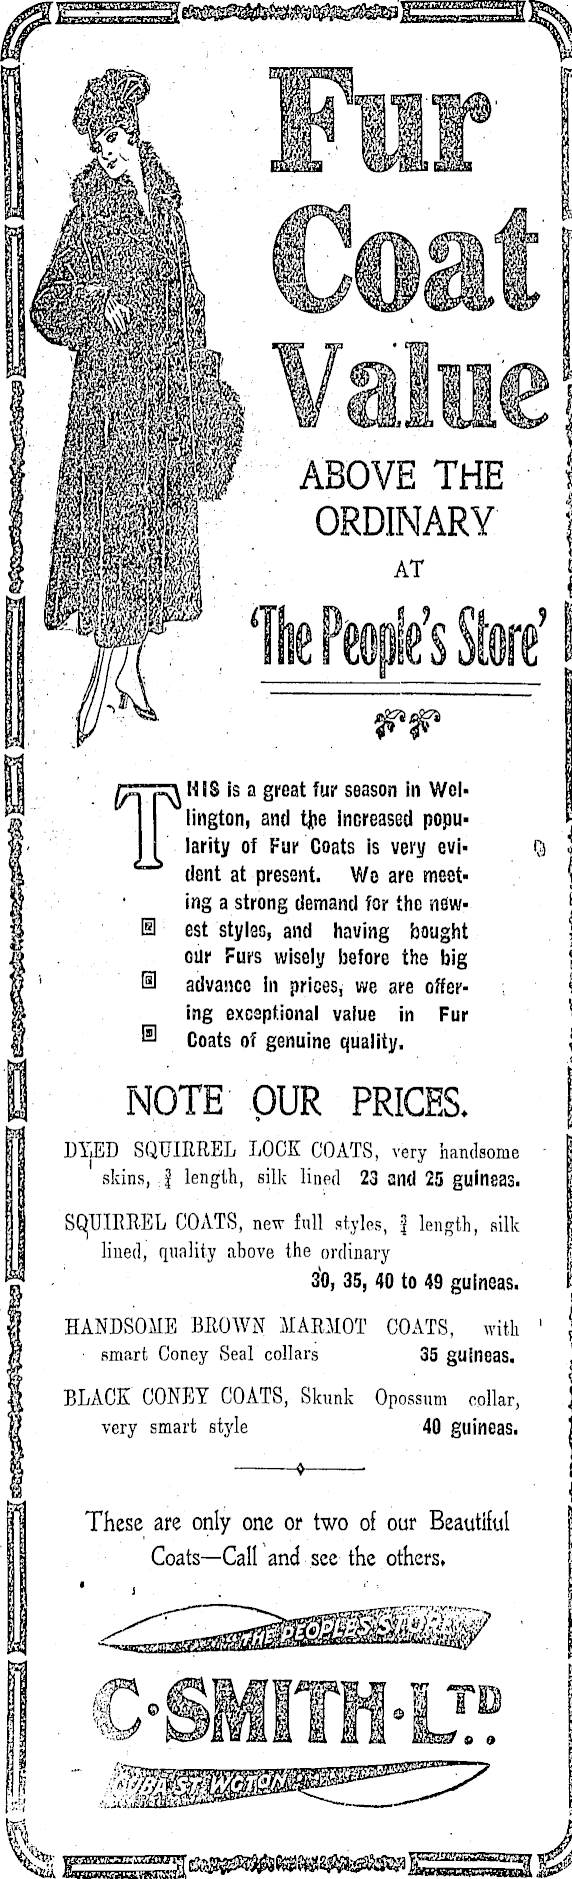 Fur
Coat
Value
ABOVE THE
ORDINARY
AT
'The People's Store'
THIS is a great fur season in Wel-
lington, and the increased popu-
larity of Fur Coats is very evi-
dent at present. We are meet-
ing a strong demand for the new-
est styles, and having bought
our Furs wisely before the big
advance in prices, we are offer-
ing exceptional value in Fur
Coats of genuine quality.
NOTE OUR PRICES.
DYED SQUIRREL LOCK COATS, very handsome
skins, ¾ length, silk lined 23 and 25 guineas.
SQUIRREL COATS, new full styles, ¾ length, silk
lined, quality above the ordinary
30, 35, 40 to 49 guineas.
HANDSOME BROWN MARMOT COATS, with
smart Coney Seal collars 35 guineas.
BLACK CONEY COATS, Skunk Opossum collar,
very smart style 40 guineas.
These are only one or two of our Beautiful
Coats—Call and see the others.
THE PEOPLES STORE
C·SMITH·LTD.
CUBA ST. WGTON